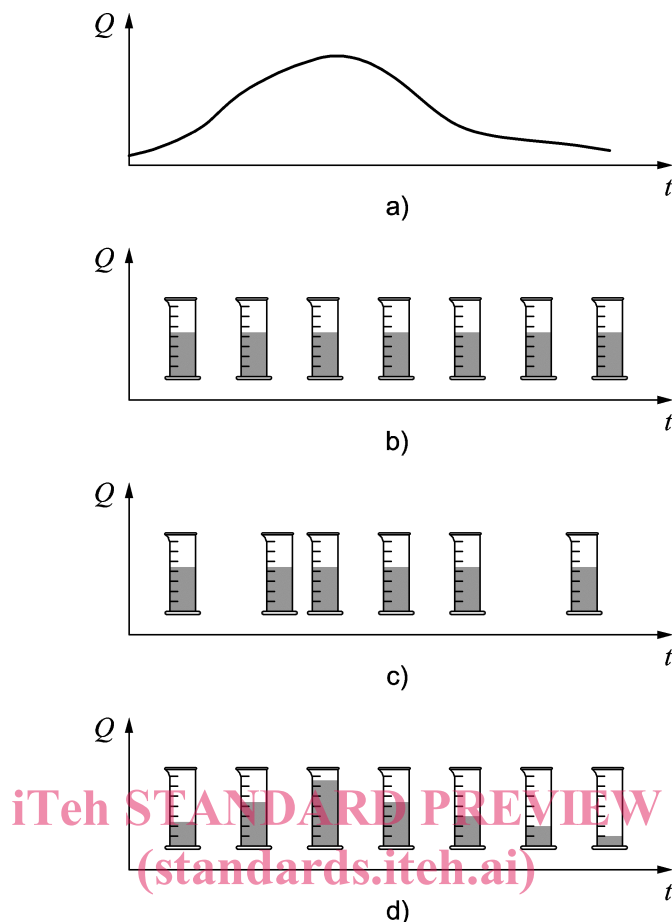 Q
t
a)
Q
t
b)
Q
t
c)
Q
iTeh STANDARD PREVIEW
(standards.iteh.ai)
t
d)